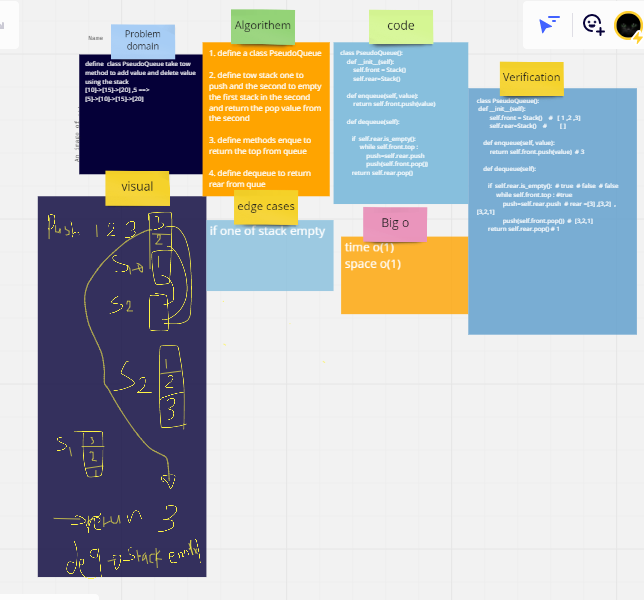 Name
Problem
domain
define class PseudoQueue take tow
method to add value and delete value
using the stack
[10]->[15]->[20] ,5 ==>
[5]->[10]->[15]->[20]
Algorithem
1. define a class PseudoQueue
2. define tow stack one to
push and the second to empty
the first stack in the second
and return the pop value from
the second
3. define methods enque to
return the top from queue
4. define dequeue to return
rear from quue
code
class PseudoQueue():
def __init__(self):
self.front = Stack()
self.rear=Stack()
def enqueue(self, value):
return self.front.push(value)
def dequeue(self):
if self.rear.is_empty():
while self.front.top :
push=self.rear.push
push(self.front.pop())
return self.rear.pop()
Verification
class PseudoQueue():
def __init__(self):
self.front = Stack() # [ 1 ,2 ,3]
self.rear=Stack() # [ ]
def enqueue(self, value):
return self.front.push(value) # 3
def dequeue(self):
if self.rear.is_empty(): # true # false # false
while self.front.top : #true
push=self.rear.push # rear =[3] ,[3,2] ,
[3,2,1]
push(self.front.pop()) # [3,2,1]
return self.rear.pop() # 1
visual
Push 1 2 3
3
2
1
S2
S2
1
2
3
S1
3
2
1
return 3
edge cases
if one of stack empty
Big o
time o(1)
space o(1)